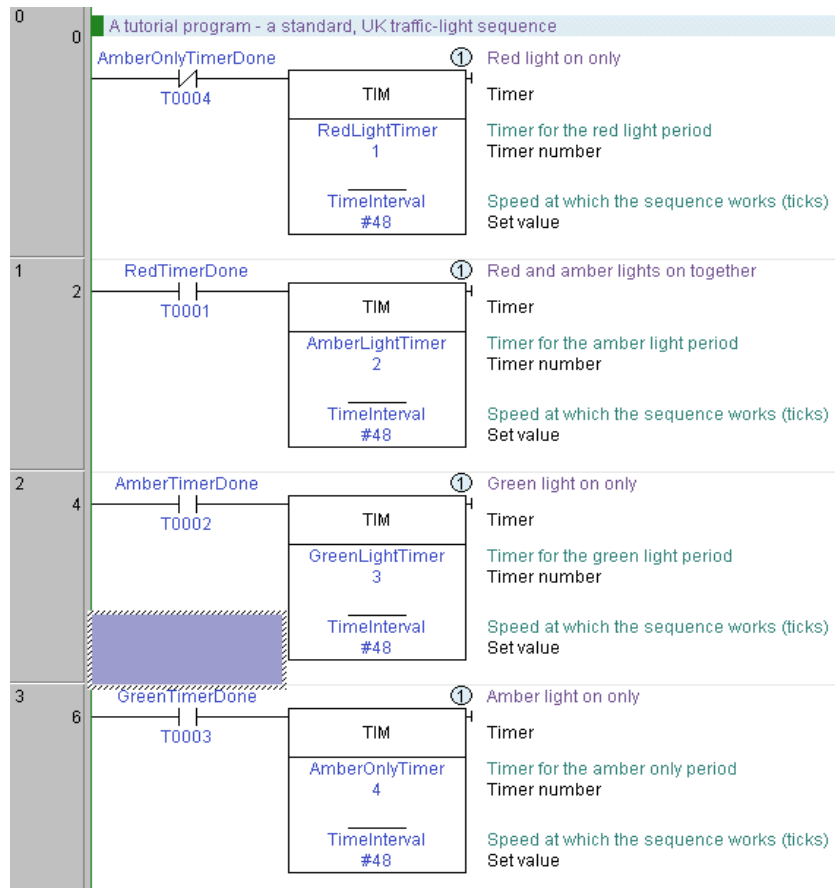 0
0
A tutorial program - a standard, UK traffic-light sequence
AmberOnlyTimerDone
T0004
1
Red light on only
TIM
Timer
RedLightTimer
1
Timer for the red light period
Timer number
TimeInterval
#48
Speed at which the sequence works (ticks)
Set value
1
2
RedTimerDone
T0001
1
Red and amber lights on together
TIM
Timer
AmberLightTimer
2
Timer for the amber light period
Timer number
TimeInterval
#48
Speed at which the sequence works (ticks)
Set value
2
4
AmberTimerDone
T0002
1
Green light on only
TIM
Timer
GreenLightTimer
3
Timer for the green light period
Timer number
TimeInterval
#48
Speed at which the sequence works (ticks)
Set value
3
6
GreenTimerDone
T0003
1
Amber light on only
TIM
Timer
AmberOnlyTimer
4
Timer for the amber only period
Timer number
TimeInterval
#48
Speed at which the sequence works (ticks)
Set value